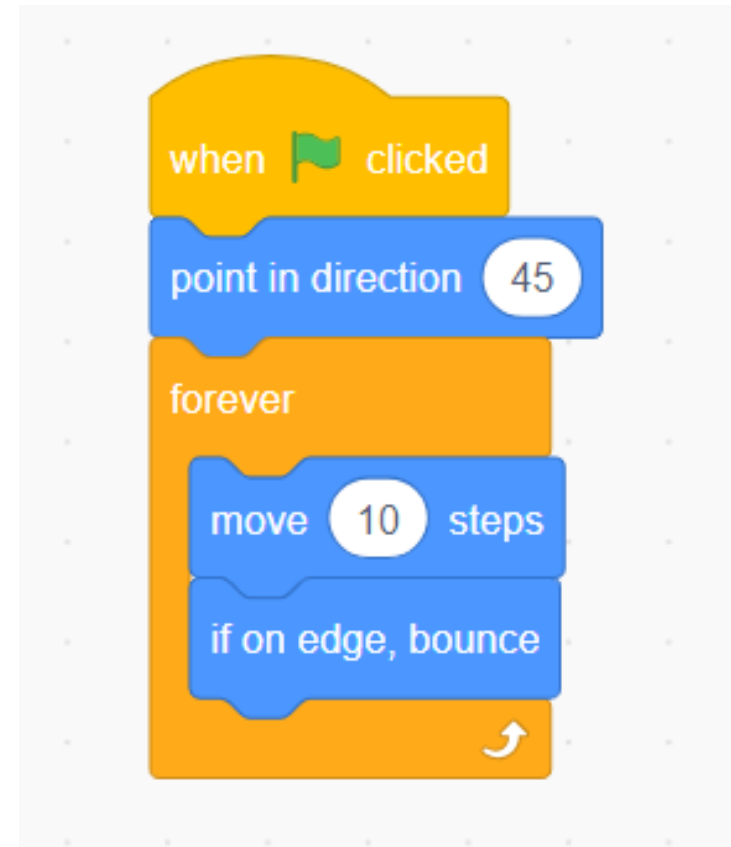 when clicked
point in direction 45
forever
move 10 steps
if on edge, bounce